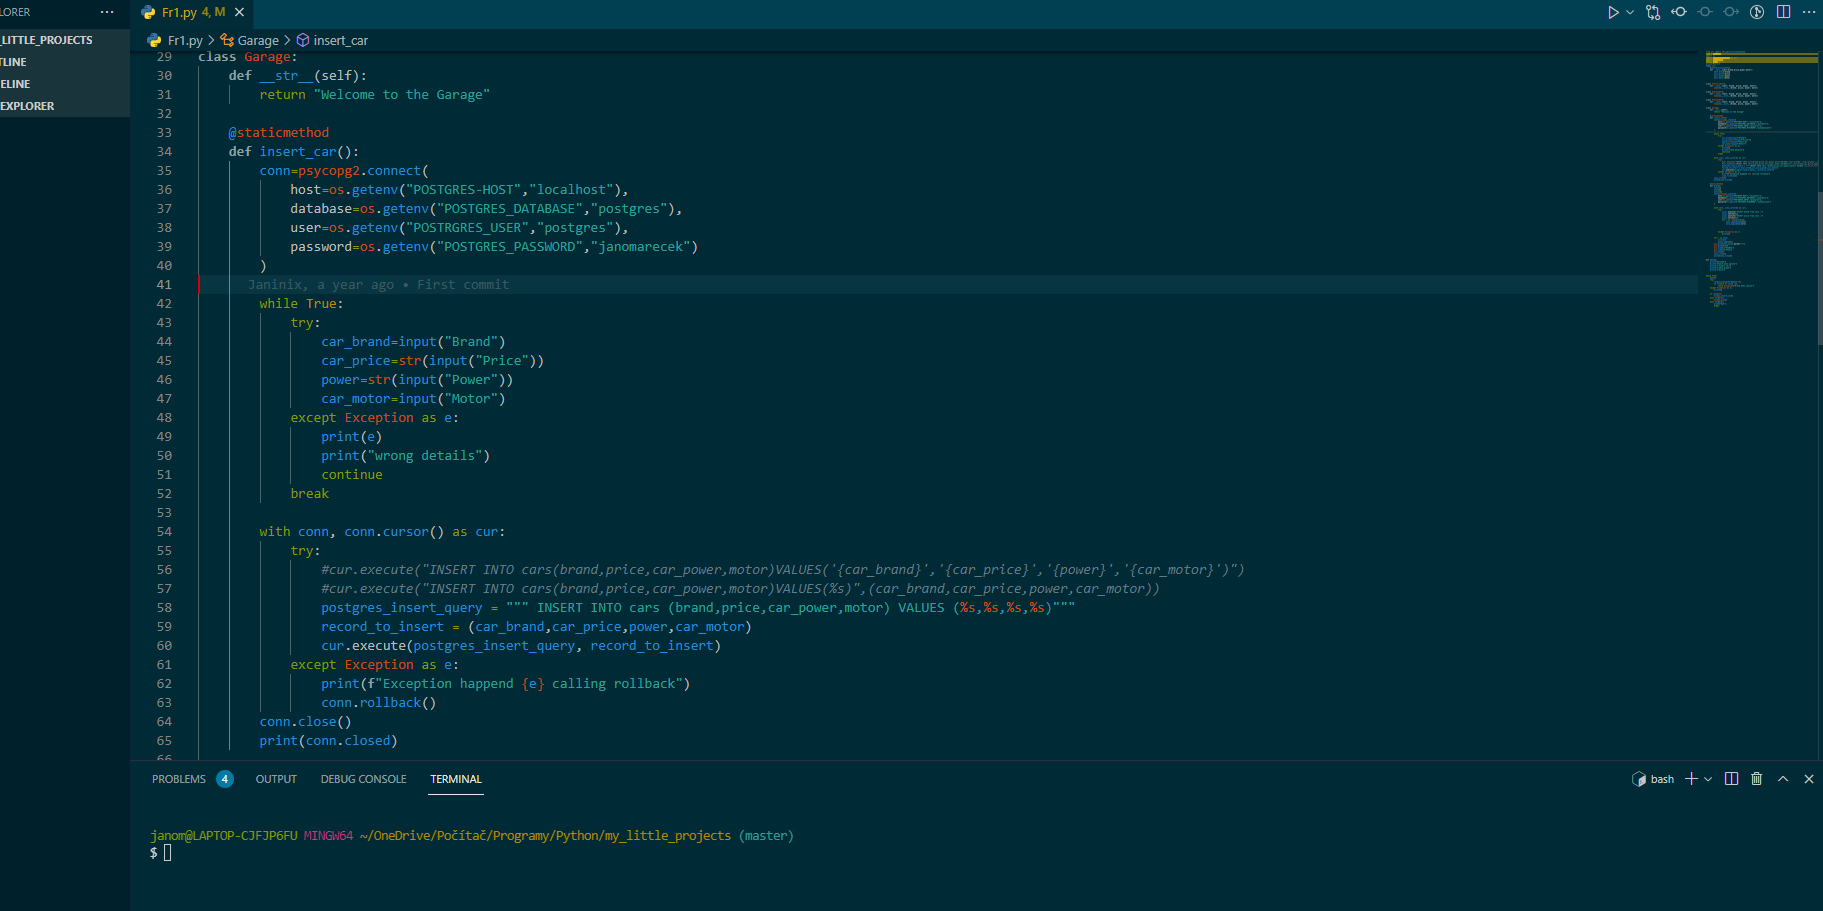 LORER ···
Fr1.py 4, M
_LITTLE_PROJECTS
TLINE
ELINE
EXPLORER
Fr1.py > Garage > insert_car
29 class Garage:
30 def __str__(self):
31 return "Welcome to the Garage"
32
33 @staticmethod
34 def insert_car():
35 conn=psycopg2.connect(
36 host=os.getenv("POSTGRES-HOST","localhost"),
37 database=os.getenv("POSTGRES_DATABASE","postgres"),
38 user=os.getenv("POSTRGRES_USER","postgres"),
39 password=os.getenv("POSTGRES_PASSWORD","janomarecek")
40 )
41 Janinix, a year ago • First commit
42 while True:
43 try:
44 car_brand=input("Brand")
45 car_price=str(input("Price"))
46 power=str(input("Power"))
47 car_motor=input("Motor")
48 except Exception as e:
49 print(e)
50 print("wrong details")
51 continue
52 break
53
54 with conn, conn.cursor() as cur:
55 try:
56 #cur.execute("INSERT INTO cars(brand,price,car_power,motor)VALUES('{car_brand}','{car_price}','{power}','{car_motor}')")
57 #cur.execute("INSERT INTO cars(brand,price,car_power,motor)VALUES(%s)",(car_brand,car_price,power,car_motor))
58 postgres_insert_query = """ INSERT INTO cars (brand,price,car_power,motor) VALUES (%s,%s,%s,%s)"""
59 record_to_insert = (car_brand,car_price,power,car_motor)
60 cur.execute(postgres_insert_query, record_to_insert)
61 except Exception as e:
62 print(f"Exception happend {e} calling rollback")
63 conn.rollback()
64 conn.close()
65 print(conn.closed)
66
PROBLEMS 4 OUTPUT DEBUG CONSOLE TERMINAL
bash
janom@LAPTOP-CJFJP6FU MINGW64 ~/OneDrive/Počítač/Programy/Python/my_little_projects (master)
$